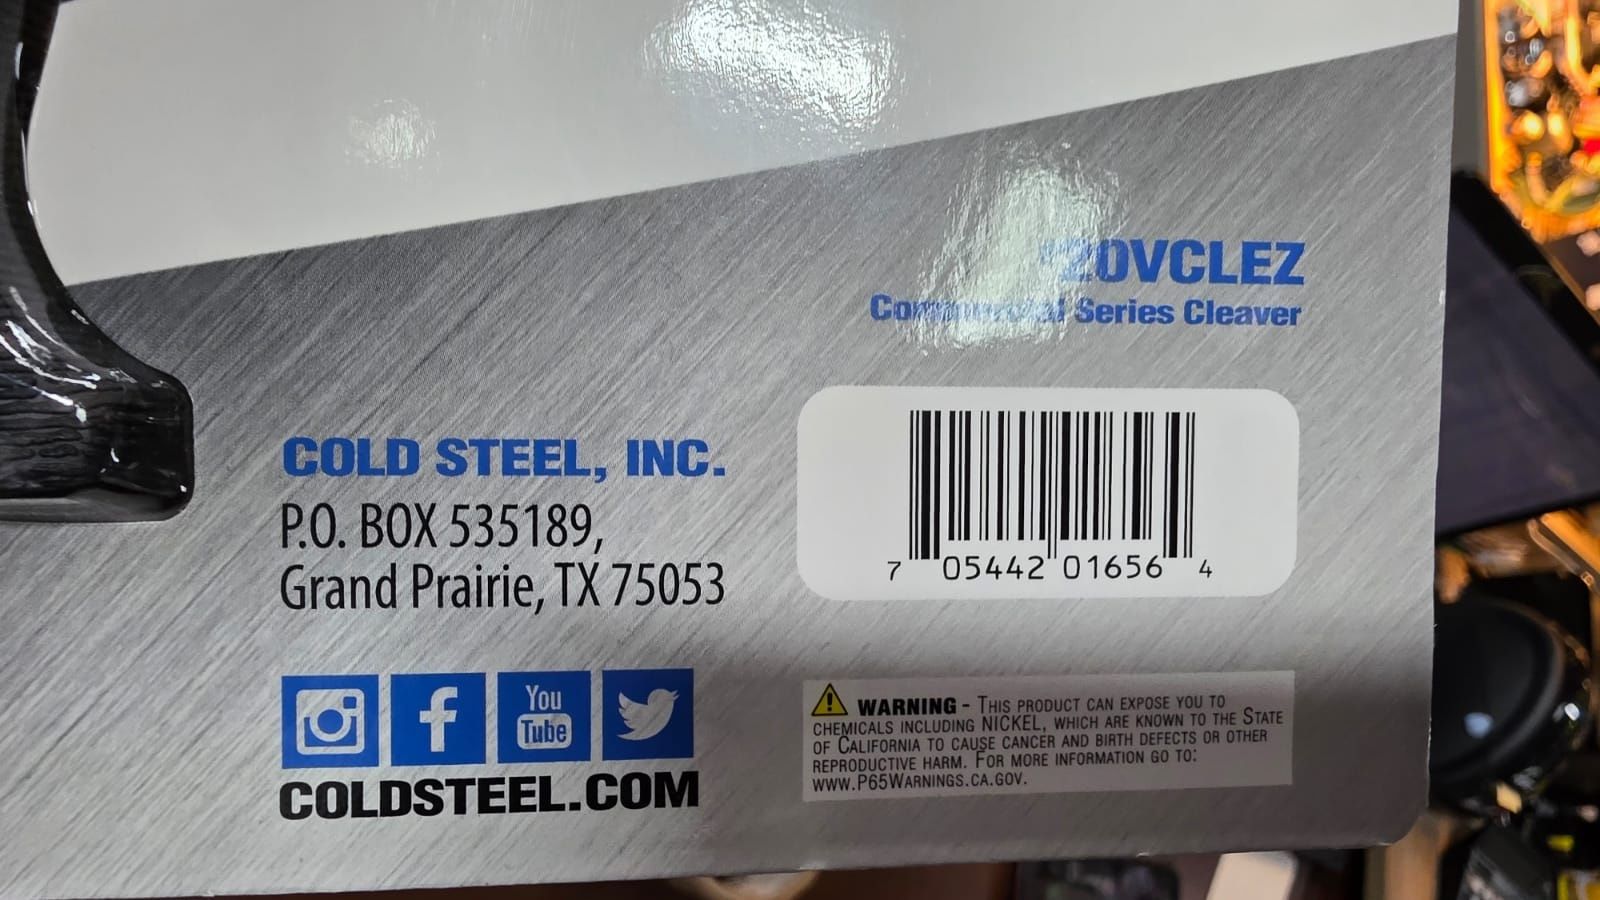 20VCLEZ
Commercial Series Cleaver
COLD STEEL, INC.
P.O. BOX 535189,
Grand Prairie, TX 75053
7 05442 01656 4
You
Tube
COLDSTEEL.COM
WARNING - THIS PRODUCT CAN EXPOSE YOU TO
CHEMICALS INCLUDING NICKEL, WHICH ARE KNOWN TO THE STATE
OF CALIFORNIA TO CAUSE CANCER AND BIRTH DEFECTS OR OTHER
REPRODUCTIVE HARM. FOR MORE INFORMATION GO TO:
WWW.P65WARNINGS.CA.GOV.